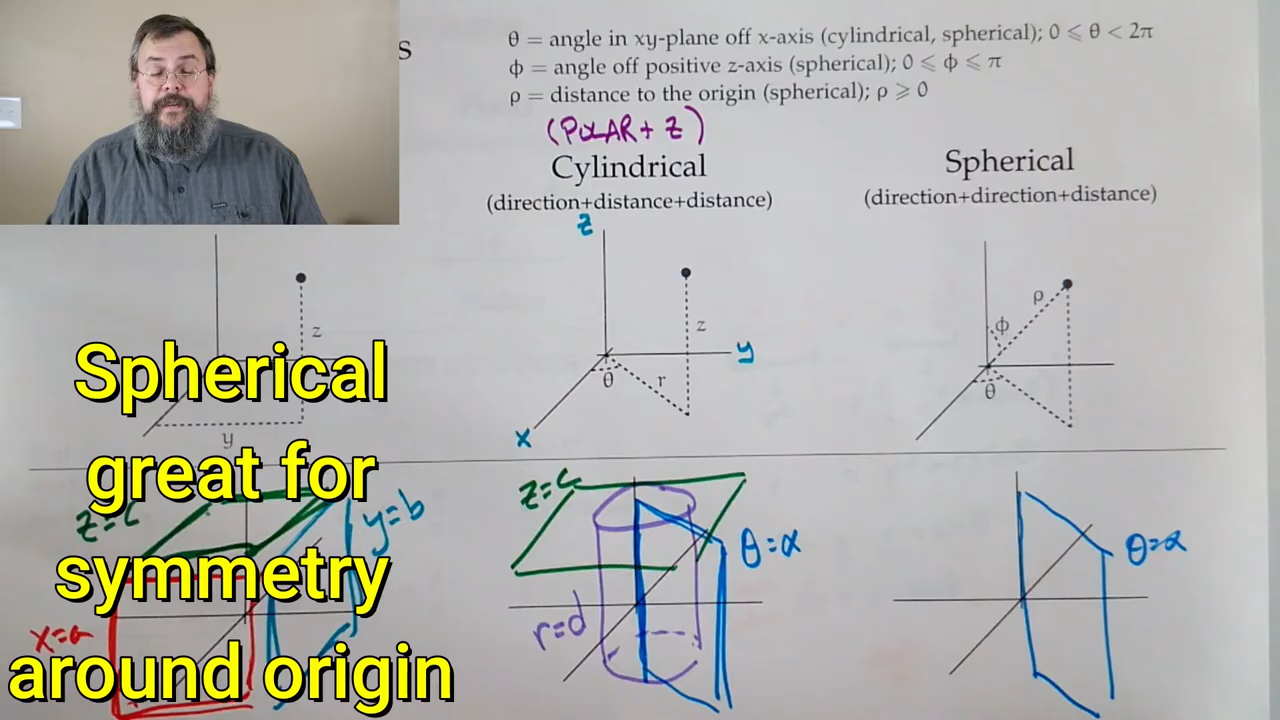 s
θ = angle in xy-plane off x-axis (cylindrical, spherical); 0 ⩽ θ < 2π
ϕ = angle off positive z-axis (spherical); 0 ⩽ ϕ ⩽ π
ρ = distance to the origin (spherical); ρ ⩾ 0
(POLAR + Z)
Cylindrical
(direction+distance+distance)
Spherical
(direction+direction+distance)
z
y
z
θ
r
z
y
x
ρ
ϕ
θ
Spherical
great for
symmetry
around origin
z=c
y=b
x=a
z=c
θ=α
r=d
θ=α